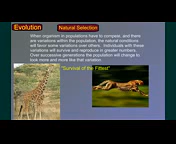 Evolution
Natural Selection
When organism in populations have to compete, and there
are variations within the population, the natural conditions
will favor some variations over others. Individuals with these
variations will survive and reproduce in greater numbers.
Over successive generations the population will change to
look more and more like that variation.
"Survival of the Fittest"